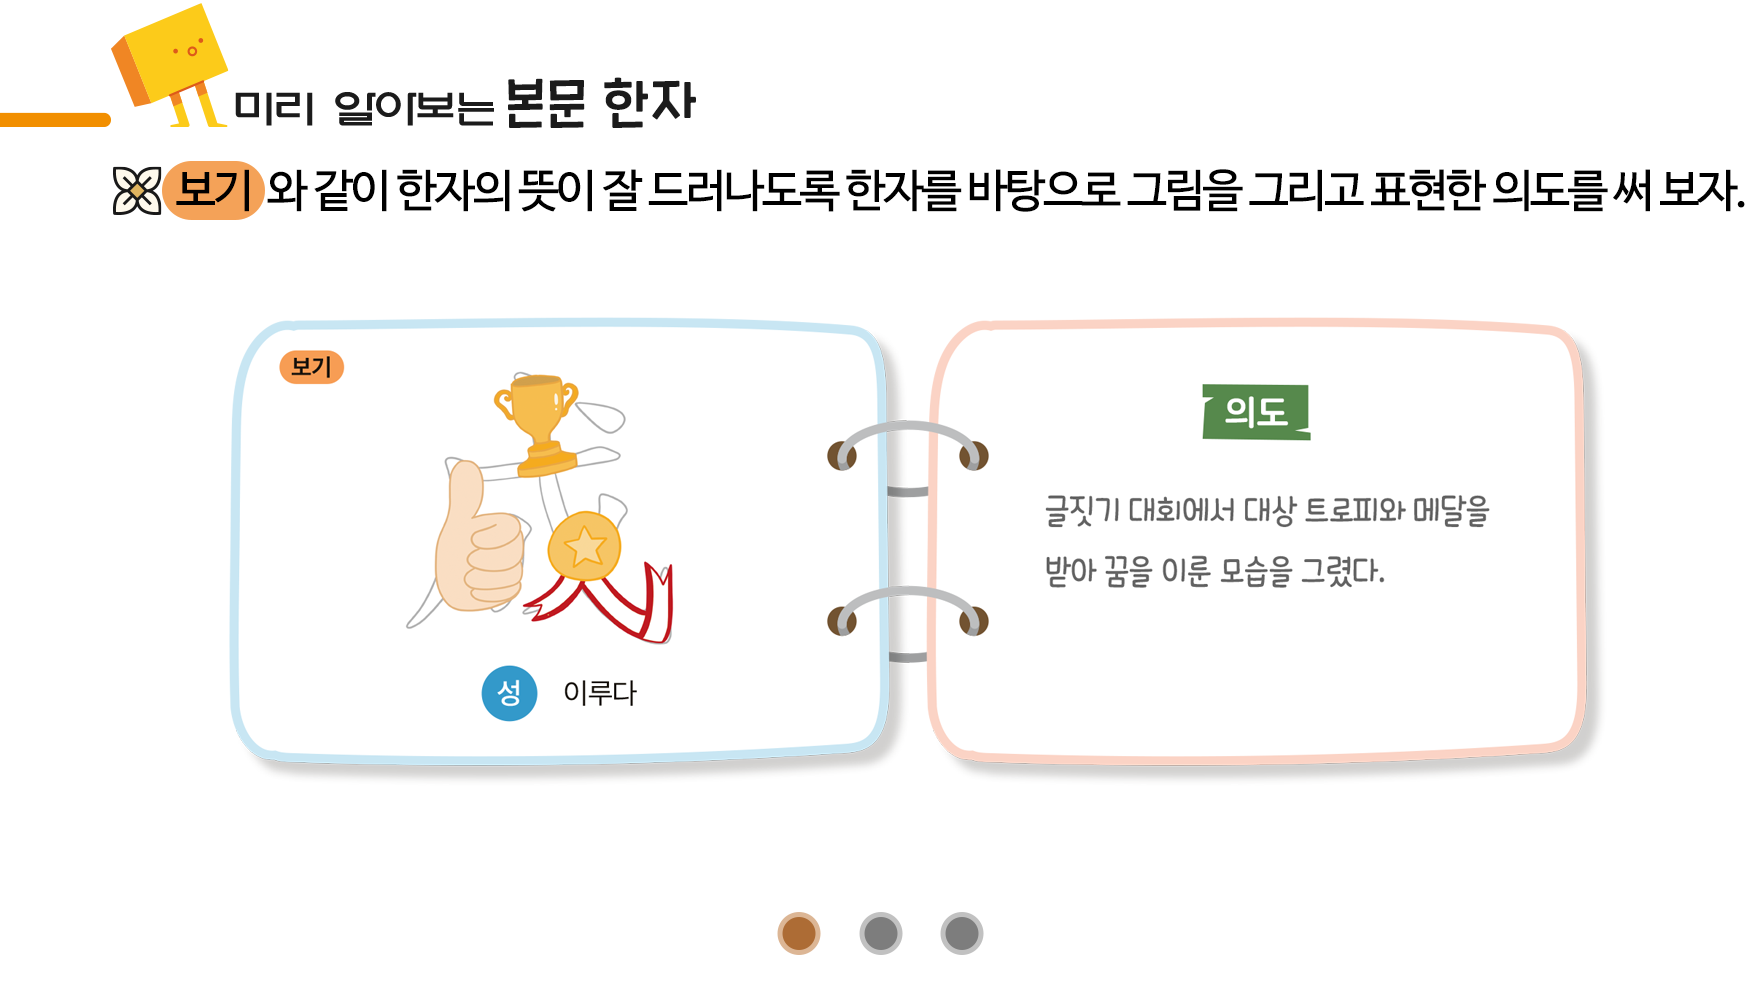 미리 알아보는 본문 한자
보기 와 같이 한자의 뜻이 잘 드러나도록 한자를 바탕으로 그림을 그리고 표현한 의도를 써 보자.
보기
성 이루다
의도
글짓기 대회에서 대상 트로피와 메달을
받아 꿈을 이룬 모습을 그렸다.